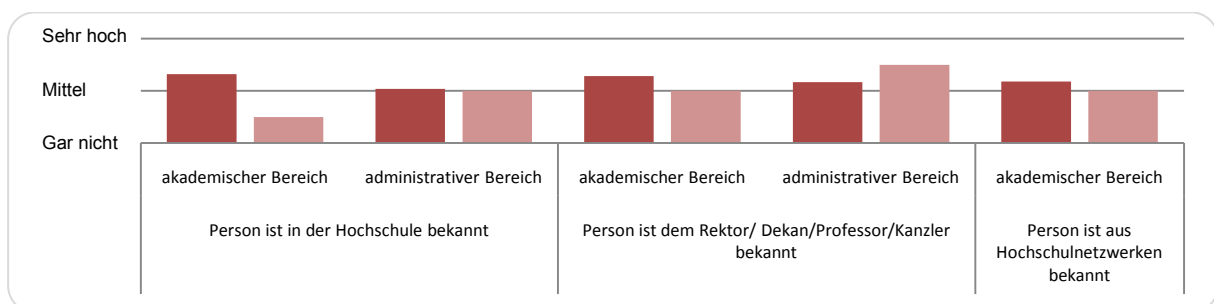 Sehr hoch
Mittel
Gar nicht
akademischer Bereich
administrativer Bereich
akademischer Bereich
administrativer Bereich
akademischer Bereich
Person ist in der Hochschule bekannt
Person ist dem Rektor/ Dekan/Professor/Kanzler
bekannt
Person ist aus
Hochschulnetzwerken
bekannt